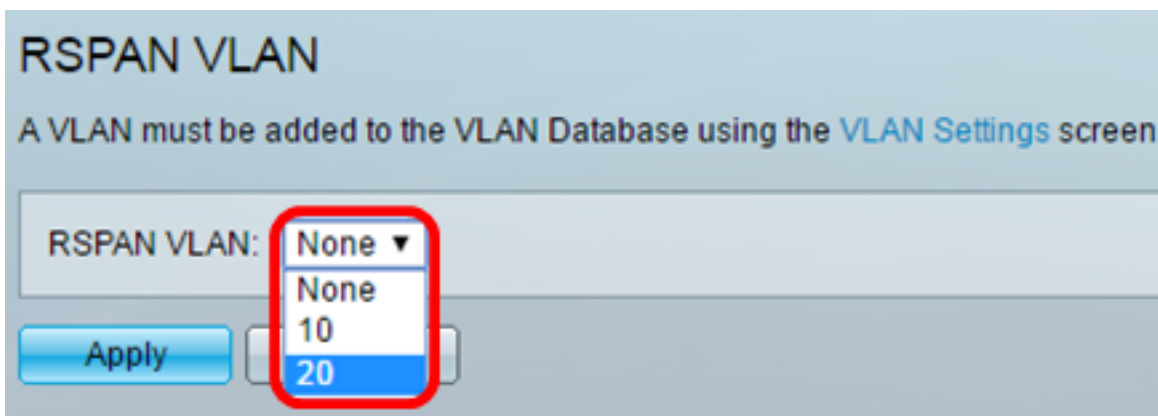 RSPAN VLAN
A VLAN must be added to the VLAN Database using the VLAN Settings screen
RSPAN VLAN: None ▼
None
10
Apply
20